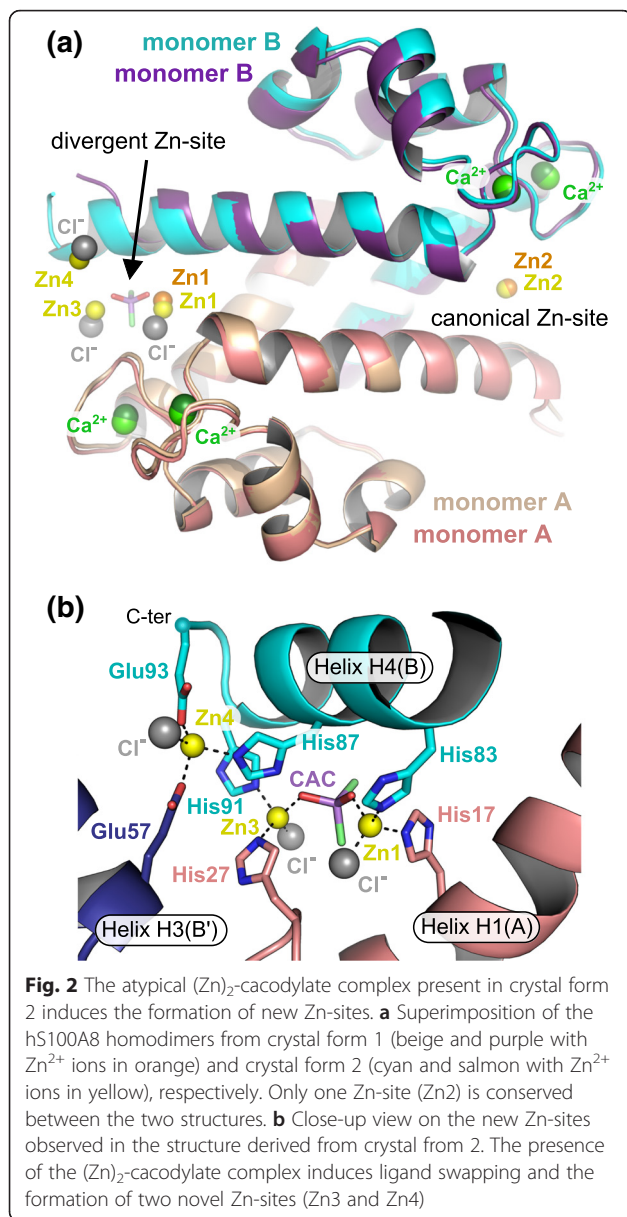 (a)
monomer B
monomer B
divergent Zn-site
Ca²⁺
Ca²⁺
Cl⁻
Zn4
Zn1
Zn2
Zn3
Zn1
Zn2
canonical Zn-site
Cl⁻
Cl⁻
Ca²⁺
Ca²⁺
monomer A
monomer A
(b)
C-ter
Helix H4(B)
Glu93
Zn4
His87
His83
Cl⁻
CAC
His91
Glu57
Zn3
His17
Cl⁻
Zn1
His27
Cl⁻
Helix H3(B')
Helix H1(A)
Fig. 2 The atypical (Zn)₂-cacodylate complex present in crystal form
2 induces the formation of new Zn-sites. a Superimposition of the
hS100A8 homodimers from crystal form 1 (beige and purple with
Zn²⁺ ions in orange) and crystal form 2 (cyan and salmon with Zn²⁺
ions in yellow), respectively. Only one Zn-site (Zn2) is conserved
between the two structures. b Close-up view on the new Zn-sites
observed in the structure derived from crystal from 2. The presence
of the (Zn)₂-cacodylate complex induces ligand swapping and the
formation of two novel Zn-sites (Zn3 and Zn4)